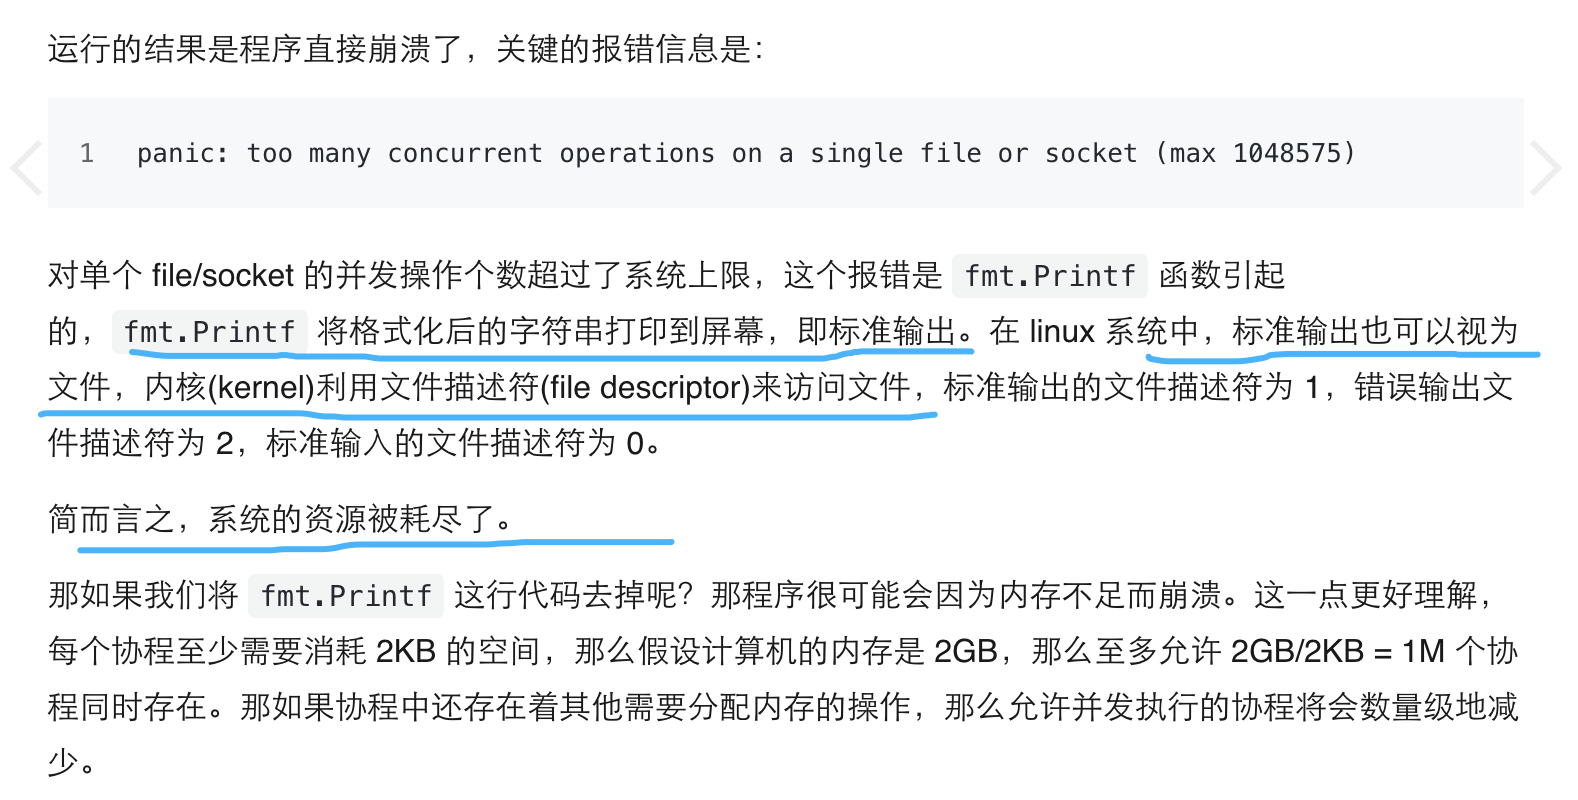 运行的结果是程序直接崩溃了，关键的报错信息是：
1 panic: too many concurrent operations on a single file or socket (max 1048575)
对单个 file/socket 的并发操作个数超过了系统上限，这个报错是 fmt.Printf 函数引起
的，fmt.Printf 将格式化后的字符串打印到屏幕，即标准输出。在 linux 系统中，标准输出也可以视为
文件，内核(kernel)利用文件描述符(file descriptor)来访问文件，标准输出的文件描述符为 1，错误输出文
件描述符为 2，标准输入的文件描述符为 0。
简而言之，系统的资源被耗尽了。
那如果我们将 fmt.Printf 这行代码去掉呢？那程序很可能会因为内存不足而崩溃。这一点更好理解，
每个协程至少需要消耗 2KB 的空间，那么假设计算机的内存是 2GB，那么至多允许 2GB/2KB = 1M 个协
程同时存在。那如果协程中还存在着其他需要分配内存的操作，那么允许并发执行的协程将会数量级地减
少。